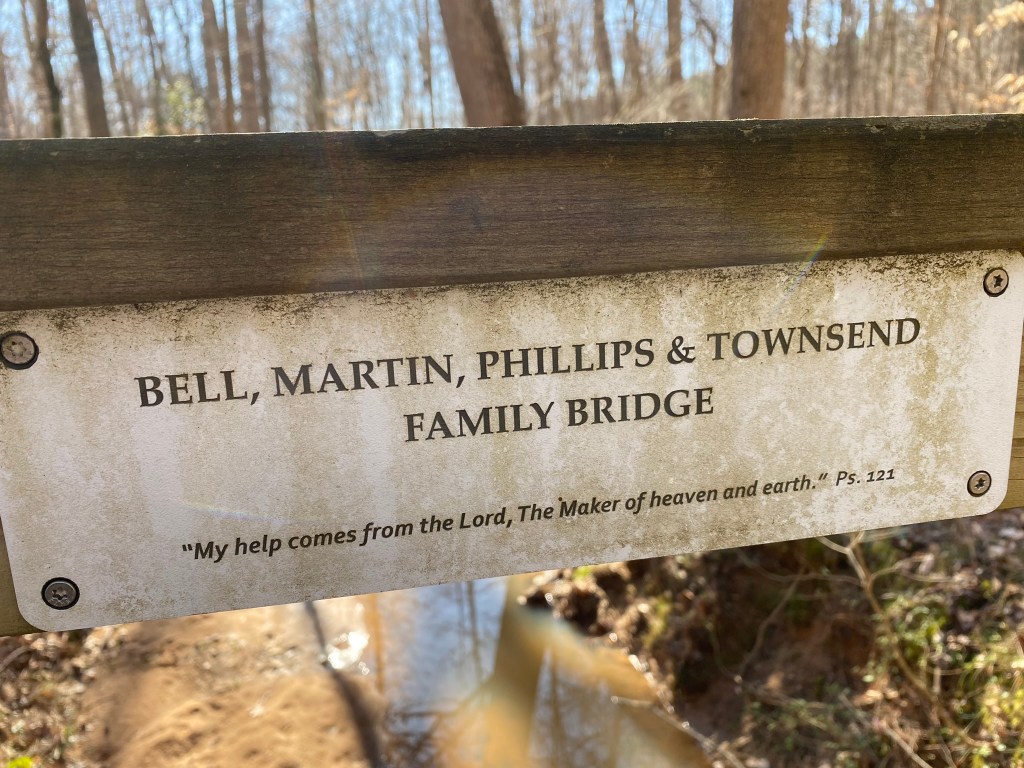 BELL, MARTIN, PHILLIPS & TOWNSEND
FAMILY BRIDGE
“My help comes from the Lord, The Maker of heaven and earth.” Ps. 121